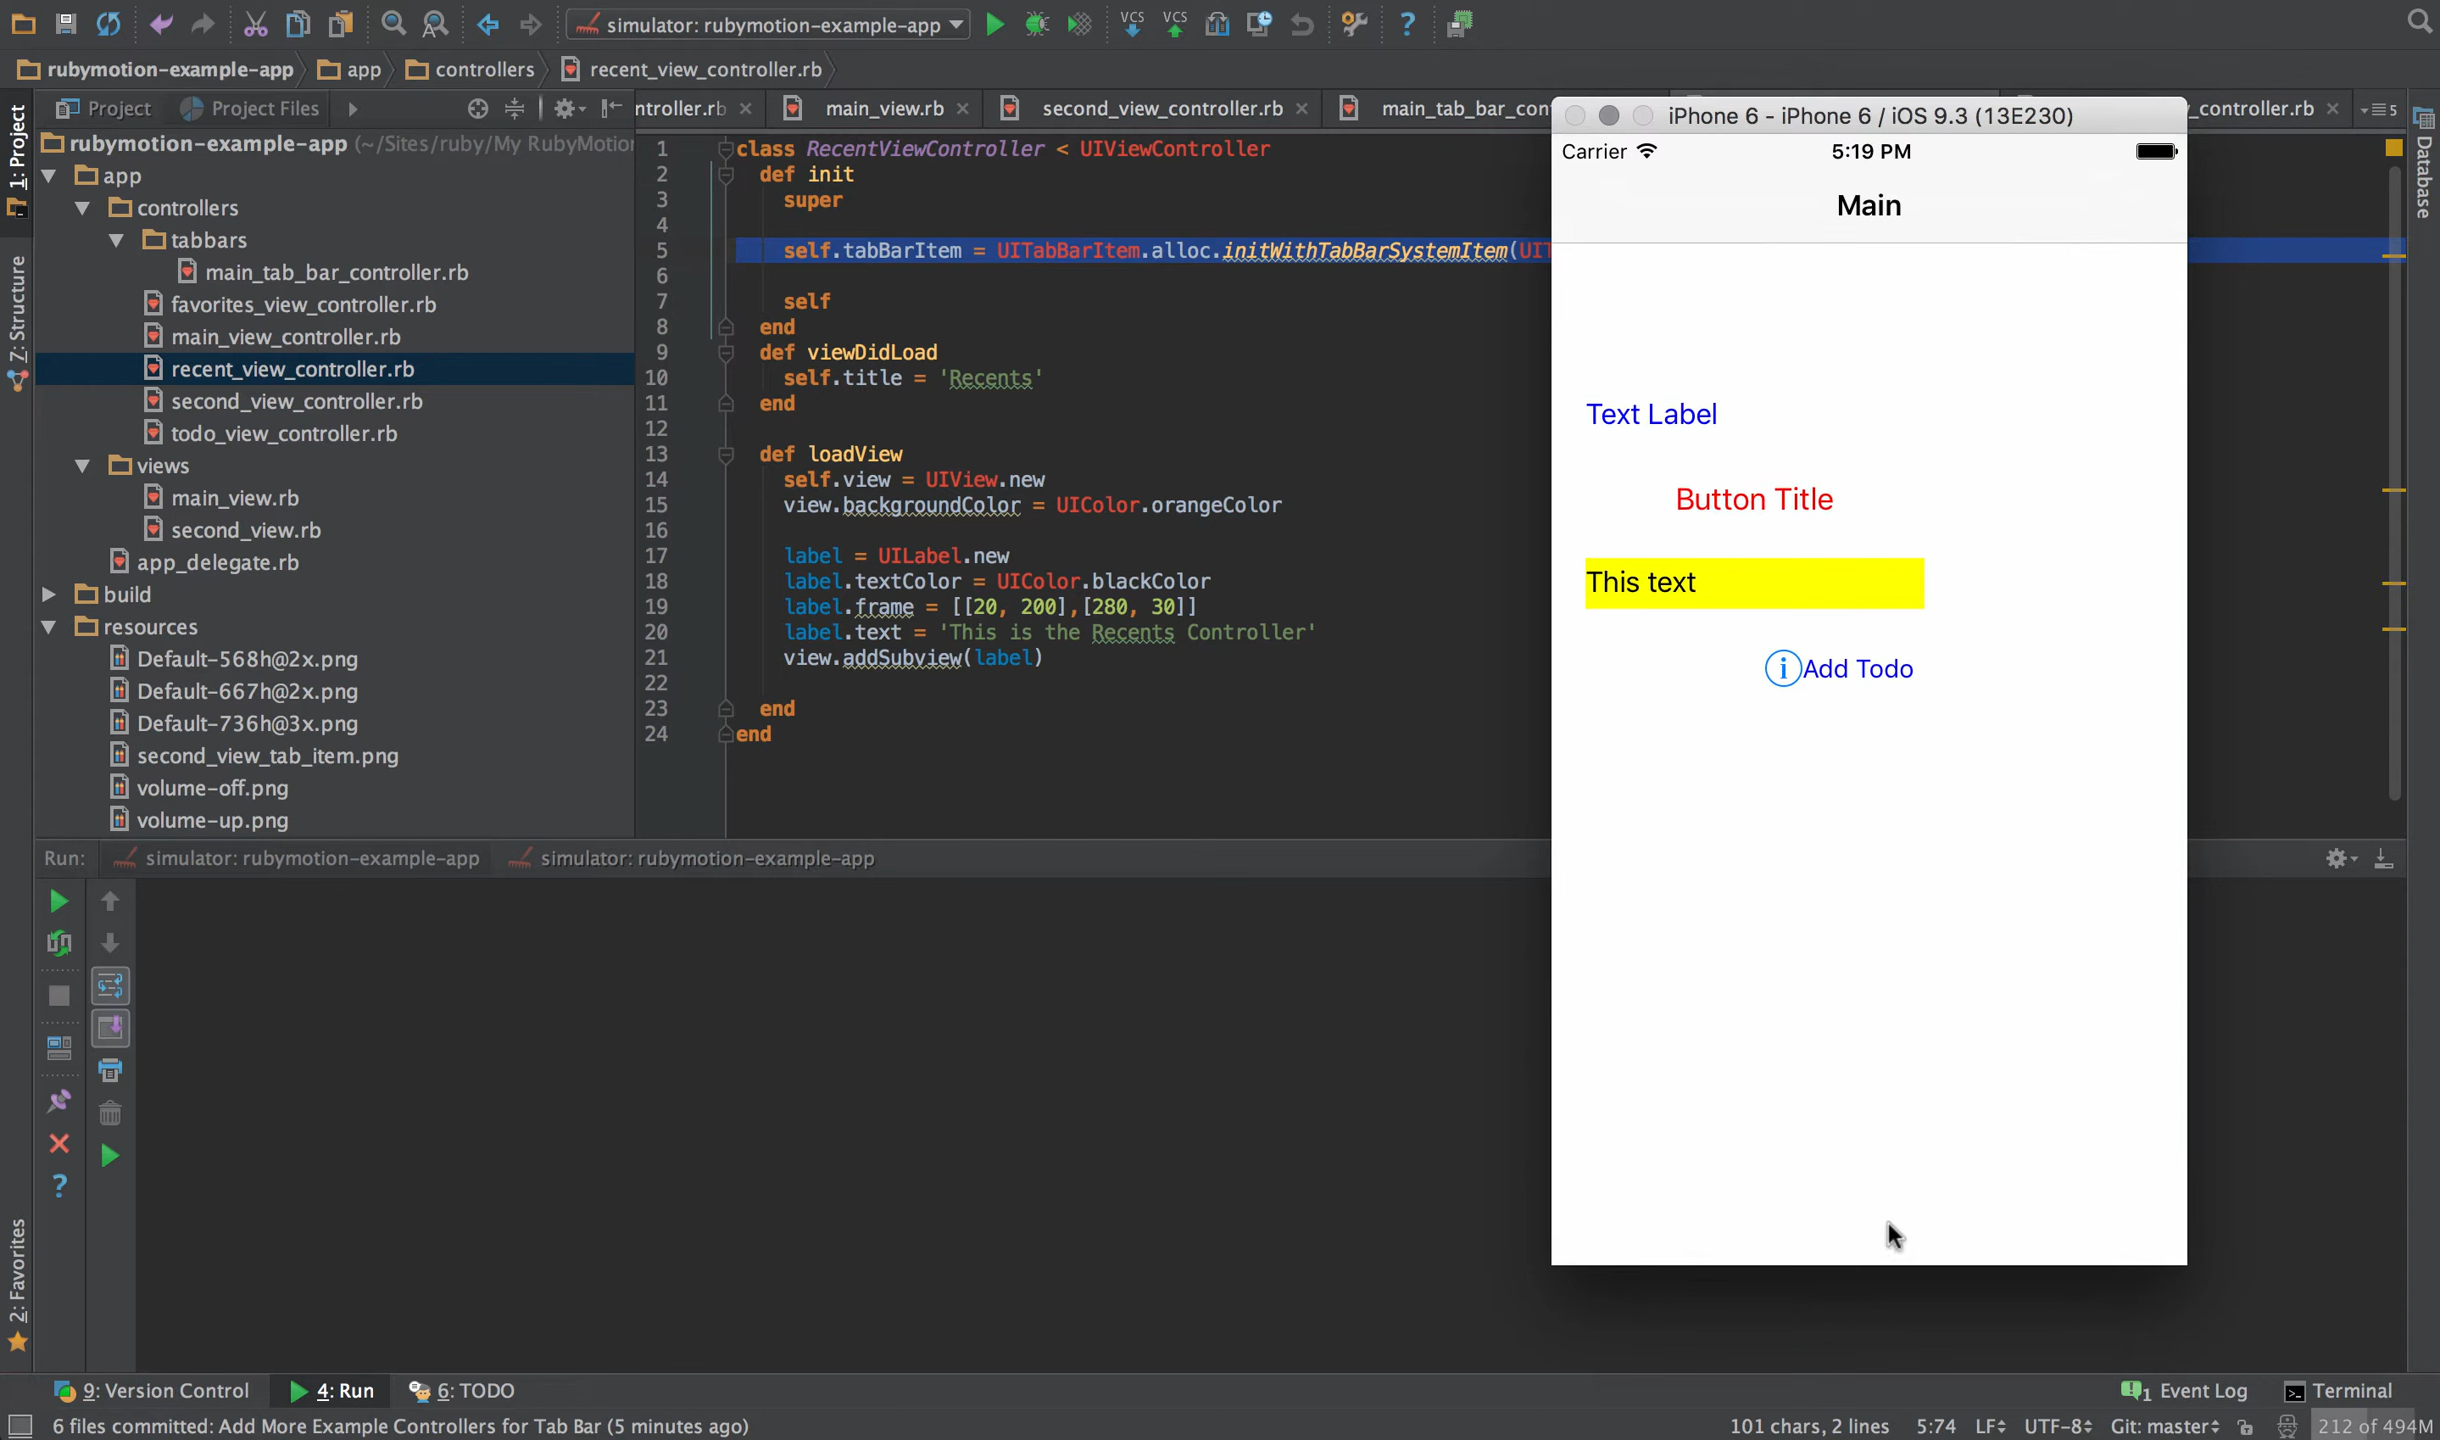 simulator: rubymotion-example-app
VCS VCS
rubymotion-example-app app controllers recent_view_controller.rb
1: Project
7: Structure
2: Favorites
Project Project Files
rubymotion-example-app (~/Sites/ruby/My RubyMotion
app
controllers
tabbars
main_tab_bar_controller.rb
favorites_view_controller.rb
main_view_controller.rb
recent_view_controller.rb
second_view_controller.rb
todo_view_controller.rb
views
main_view.rb
second_view.rb
app_delegate.rb
build
resources
Default-568h@2x.png
Default-667h@2x.png
Default-736h@3x.png
second_view_tab_item.png
volume-off.png
volume-up.png
ntroller.rb main_view.rb second_view_controller.rb main_tab_bar_con _controller.rb 5
1 class RecentViewController < UIViewController
2 def init
3 super
4
5 self.tabBarItem = UITabBarItem.alloc.initWithTabBarSystemItem(UIT
6
7 self
8 end
9 def viewDidLoad
10 self.title = 'Recents'
11 end
12
13 def loadView
14 self.view = UIView.new
15 view.backgroundColor = UIColor.orangeColor
16
17 label = UILabel.new
18 label.textColor = UIColor.blackColor
19 label.frame = [[20, 200],[280, 30]]
20 label.text = 'This is the Recents Controller'
21 view.addSubview(label)
22
23 end
24 end
iPhone 6 - iPhone 6 / iOS 9.3 (13E230)
Carrier 5:19 PM
Main
Text Label
Button Title
This text
Add Todo
Database
Run: simulator: rubymotion-example-app simulator: rubymotion-example-app
9: Version Control 4: Run 6: TODO 1 Event Log Terminal
6 files committed: Add More Example Controllers for Tab Bar (5 minutes ago) 101 chars, 2 lines 5:74 LF UTF-8 Git: master 212 of 494M